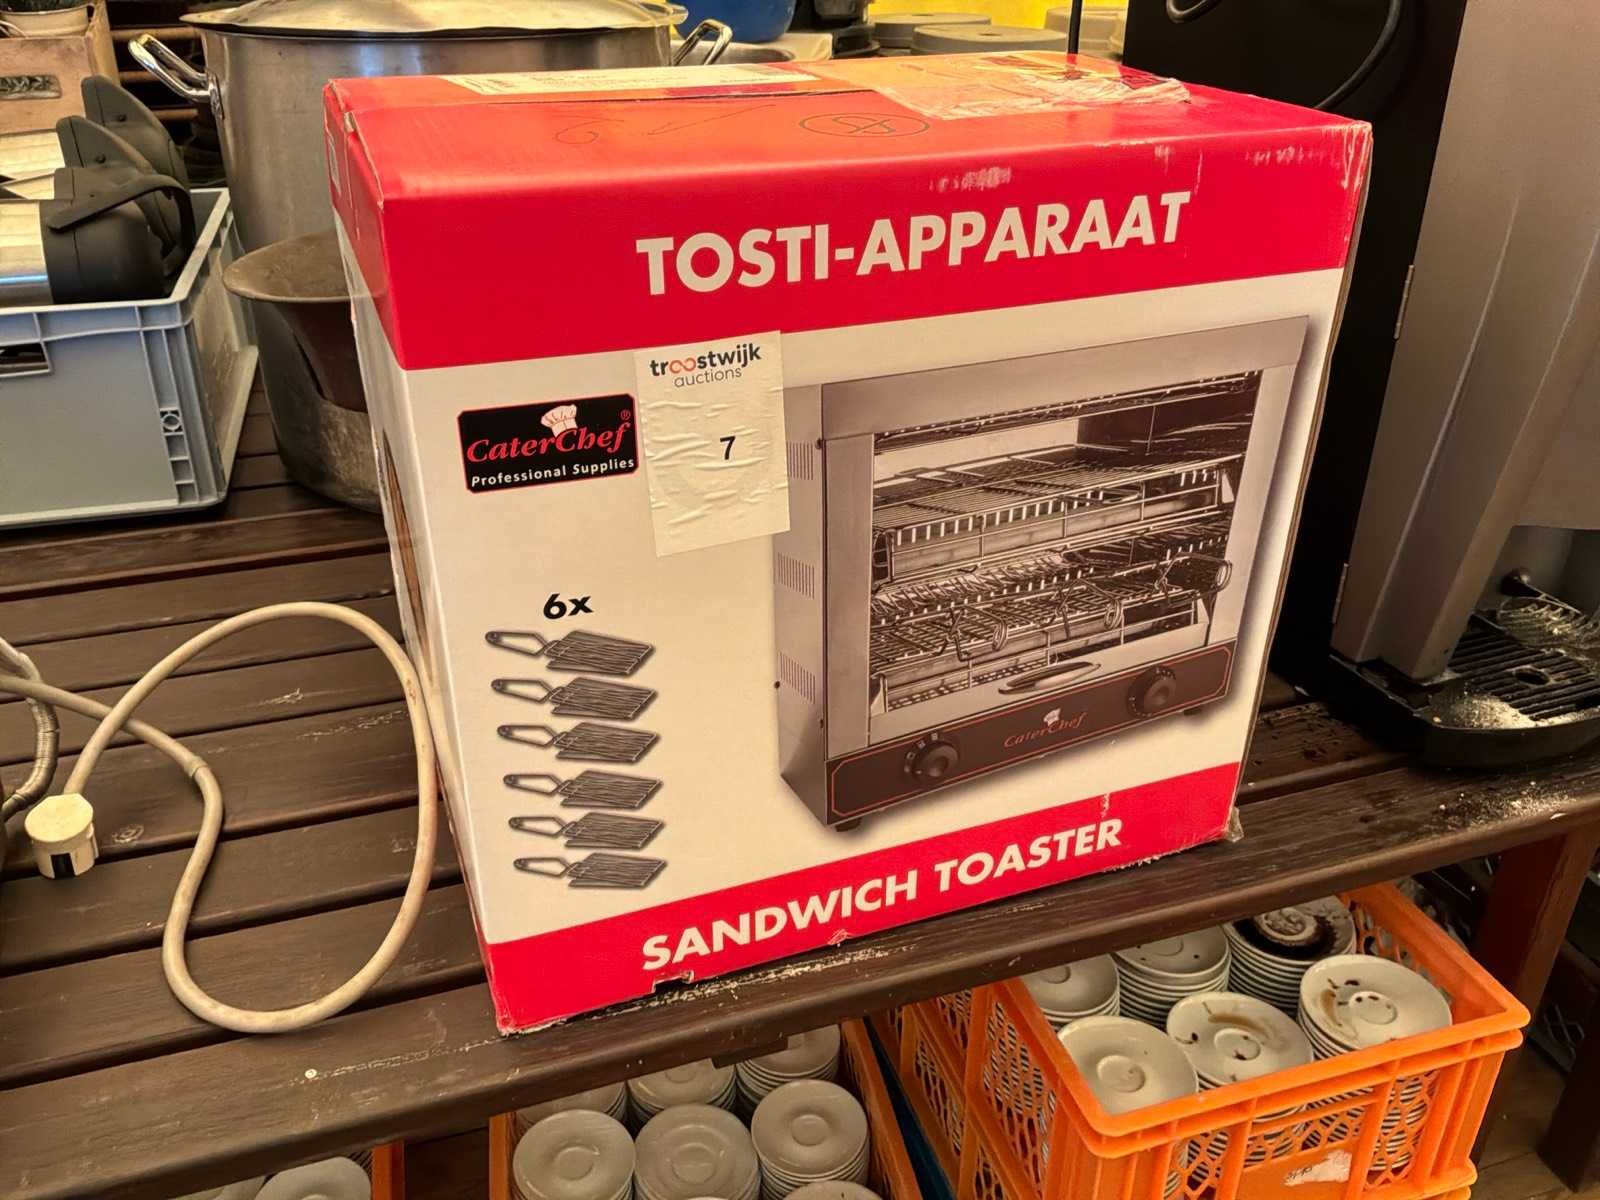 TOSTI-APPARAAT
troostwijk
auctions
7
CaterChef®
Professional Supplies
6x
CaterChef
SANDWICH TOASTER